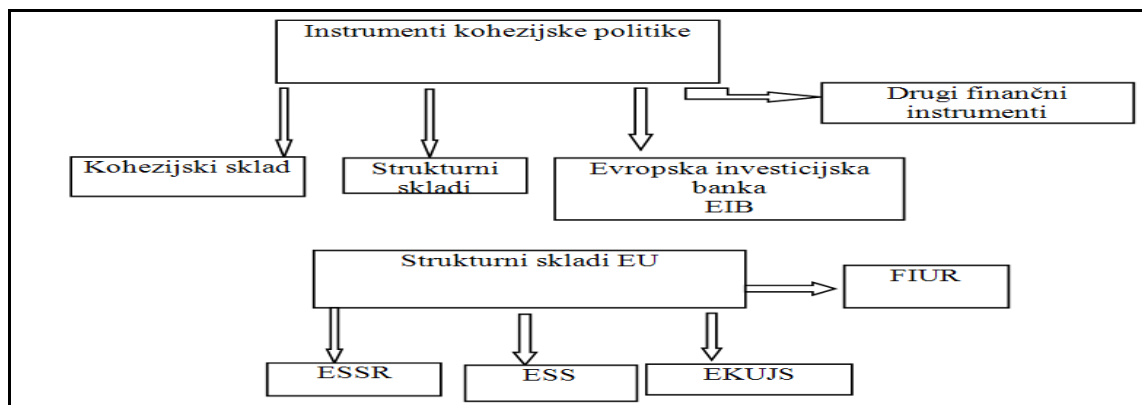 Instrumenti kohezijske politike
Drugi finančni
instrumenti
Kohezijski sklad
Strukturni
skladi
Evropska investicijska
banka
EIB
Strukturni skladi EU
FIUR
ESSR
ESS
EKUJS